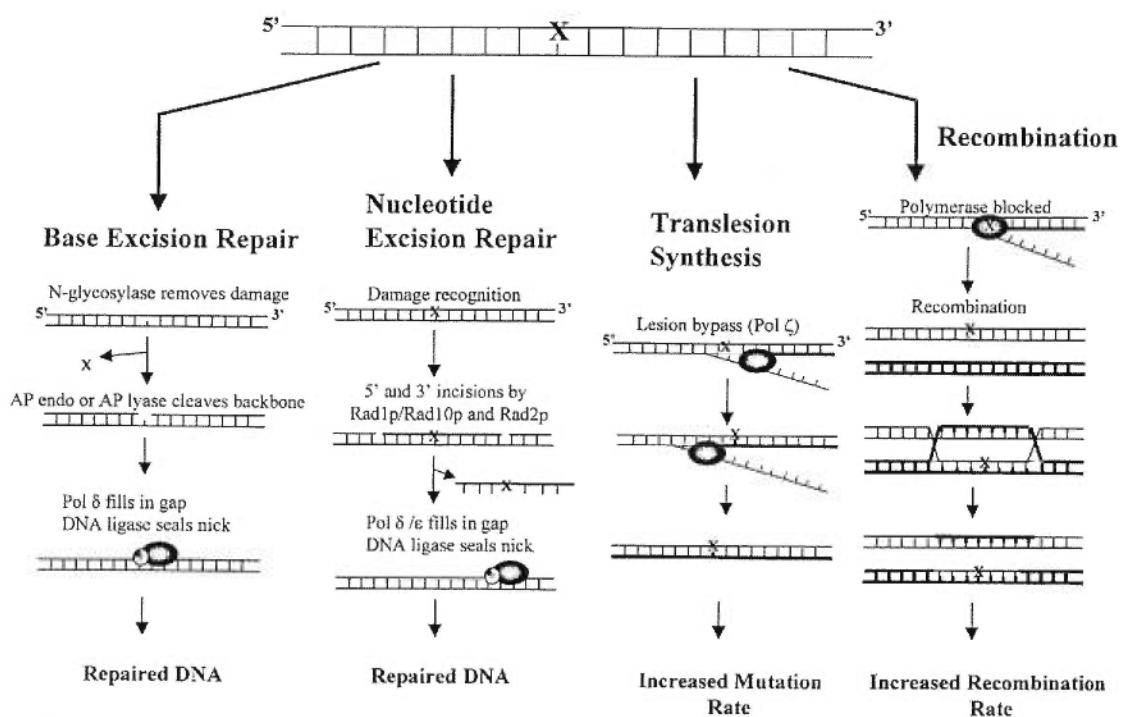 5' X 3'
Base Excision Repair
N-glycosylase removes damage
5' 3'
X
AP endo or AP lyase cleaves backbone
Pol δ fills in gap
DNA ligase seals nick
Repaired DNA
Nucleotide
Excision Repair
Damage recognition
5' X 3'
5' and 3' incisions by
Rad1p/Rad10p and Rad2p
X
X
Pol δ /ε fills in gap
DNA ligase seals nick
Repaired DNA
Translesion
Synthesis
Lesion bypass (Pol ζ)
5' X 3'
X
X
Increased Mutation
Rate
Recombination
Polymerase blocked
5' X 3'
Recombination
X
X
X
Increased Recombination
Rate